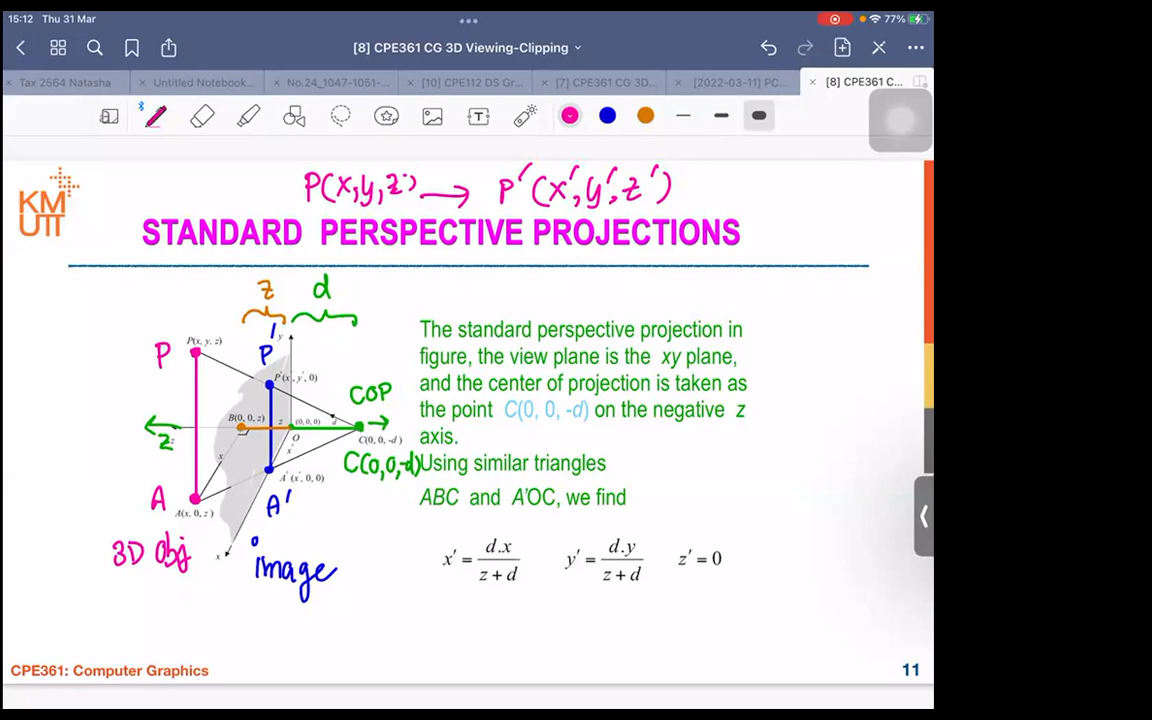 15:12 Thu 31 Mar
77%
[8] CPE361 CG 3D Viewing-Clipping
Tax 2564 Natasha
Untitled Notebook...
No.24_1047-1051-...
[10] CPE112 DS Gr...
[7] CPE361 CG 3D...
[2022-03-11] PC...
[8] CPE361 C...
P(x,y,z) → P'(x',y',z')
KM
UTT
STANDARD PERSPECTIVE PROJECTIONS
z d
y
P P(x, y, z)
P'
P'(x', y', 0)
COP
B(0, 0, z) z (0, 0, 0) d
z
O
C(0, 0, -d)
x x'
C(0,0,-d)
A'(x', 0, 0)
A
A'
A(x, 0, z)
3D obj
x
image
The standard perspective projection in
figure, the view plane is the xy plane,
and the center of projection is taken as
the point C(0, 0, -d) on the negative z
axis.
Using similar triangles
ABC and A'OC, we find
x' = d.x / z + d y' = d.y / z + d z' = 0
CPE361: Computer Graphics
11